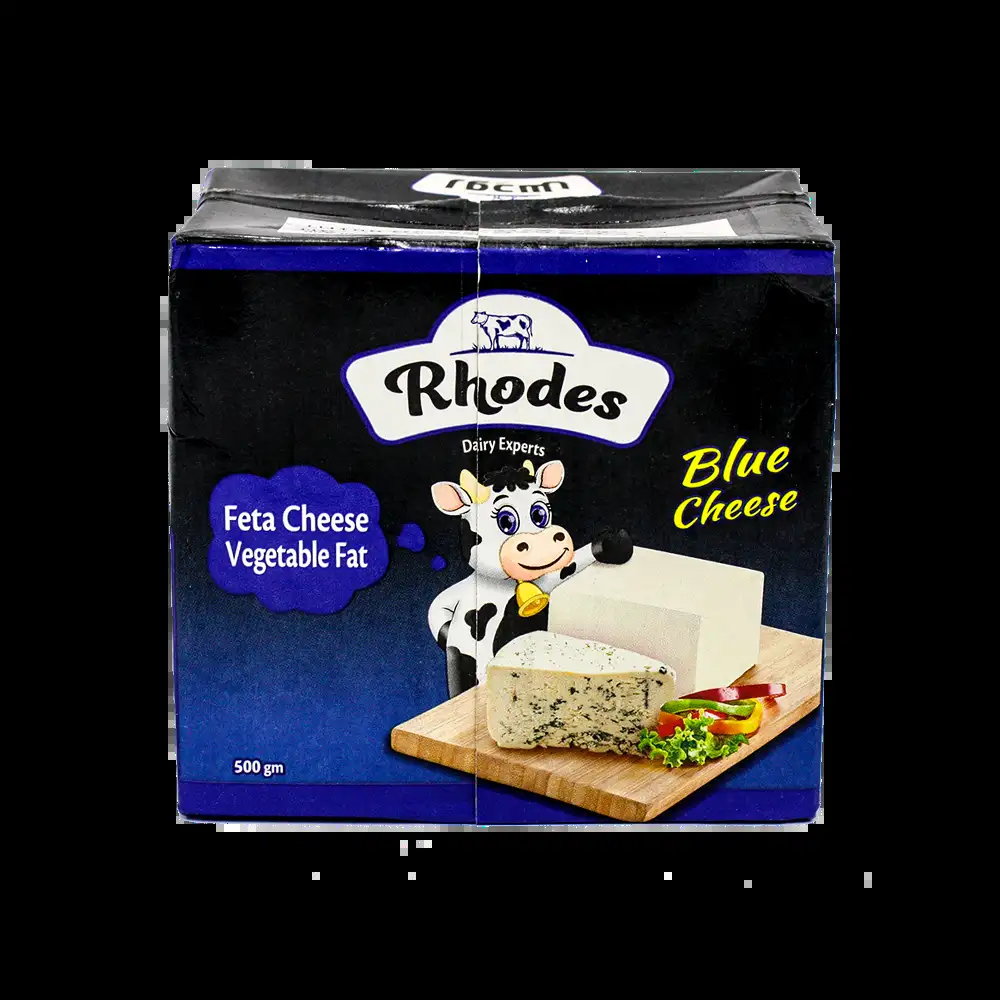 Rhodes
Dairy Experts
Blue
Cheese
Feta Cheese
Vegetable Fat
500 gm